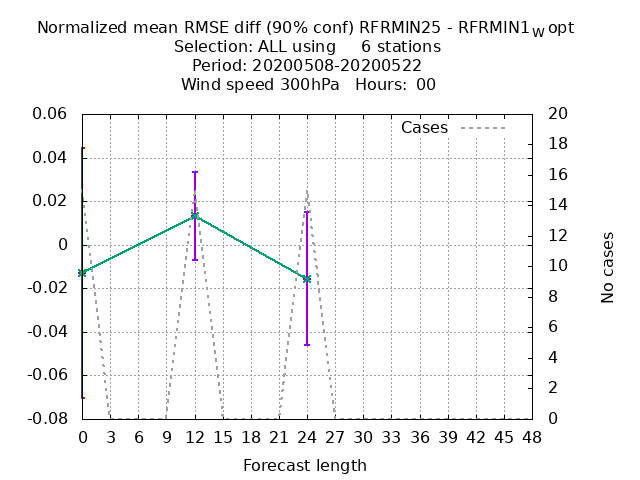 Normalized mean RMSE diff (90% conf) RFRMIN25 - RFRMIN1wopt
Selection: ALL using 6 stations
Period: 20200508-20200522
Wind speed 300hPa Hours: 00
Cases
0.06
0.04
0.02
0
-0.02
-0.04
-0.06
-0.08
20
18
16
14
12
10
8
6
4
2
0
No cases
0 3 6 9 12 15 18 21 24 27 30 33 36 39 42 45 48
Forecast length